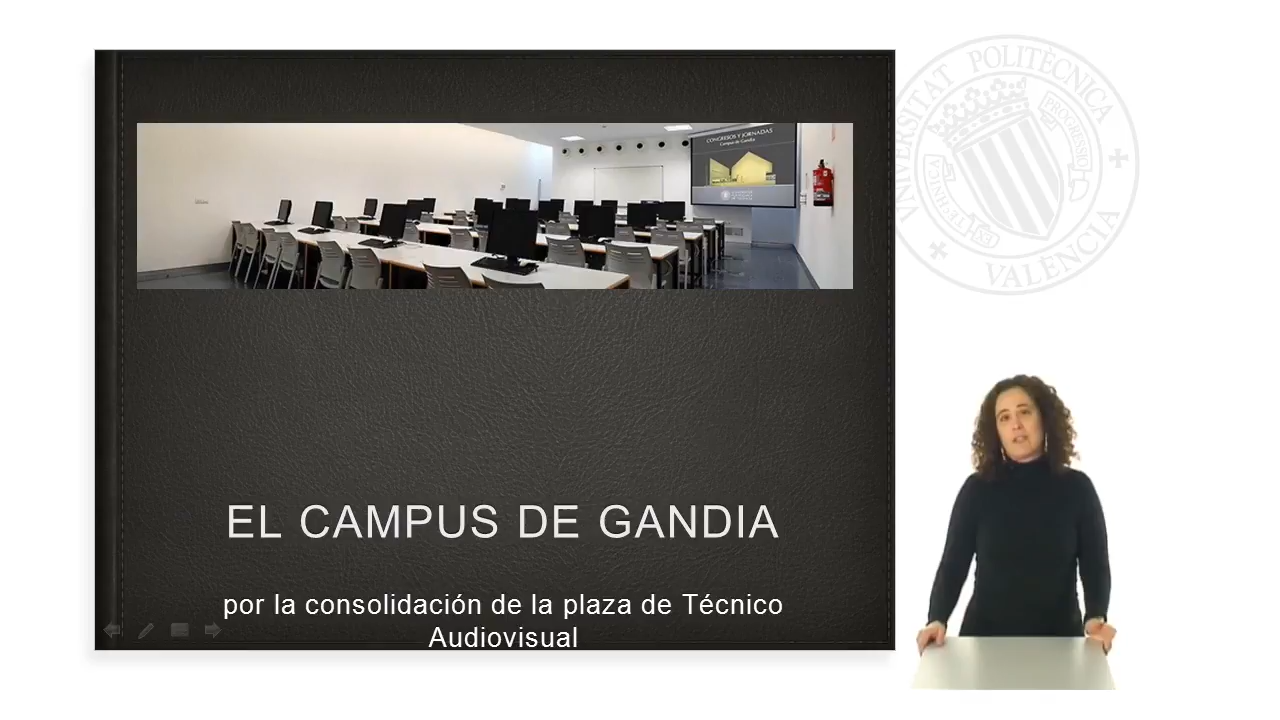 CONGRESOS Y JORNADAS
Campus de Gandia
UNIVERSITAT POLITÈCNICA
VALÈNCIA
EL CAMPUS DE GANDIA
por la consolidación de la plaza de Técnico
Audiovisual